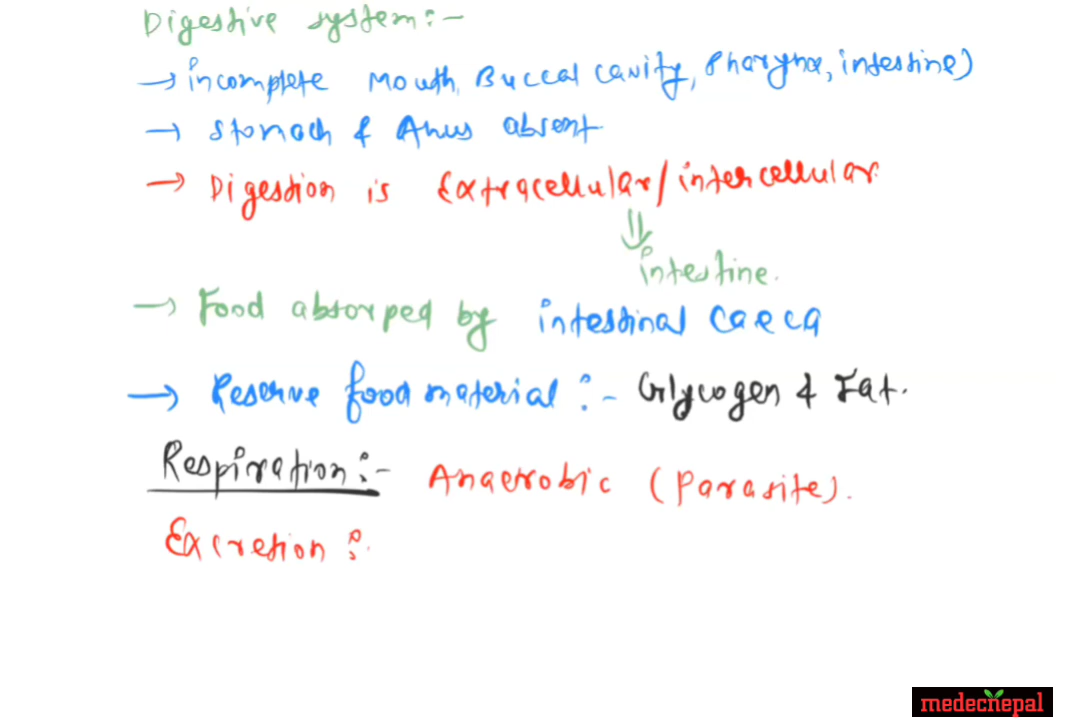 Digestive system:-
→ incomplete Mouth, Buccal cavity, Pharynx, intestine)
→ Stomach & Anus absent
→ Digestion is Extracellular/intercellular
⇓
intestine.
→ Food absorped by intestinal caeca
→ Reserve food material :- Glycogen & Fat.
Respiration:- Anaerobic (Parasite).
Excretion :
medecnepal